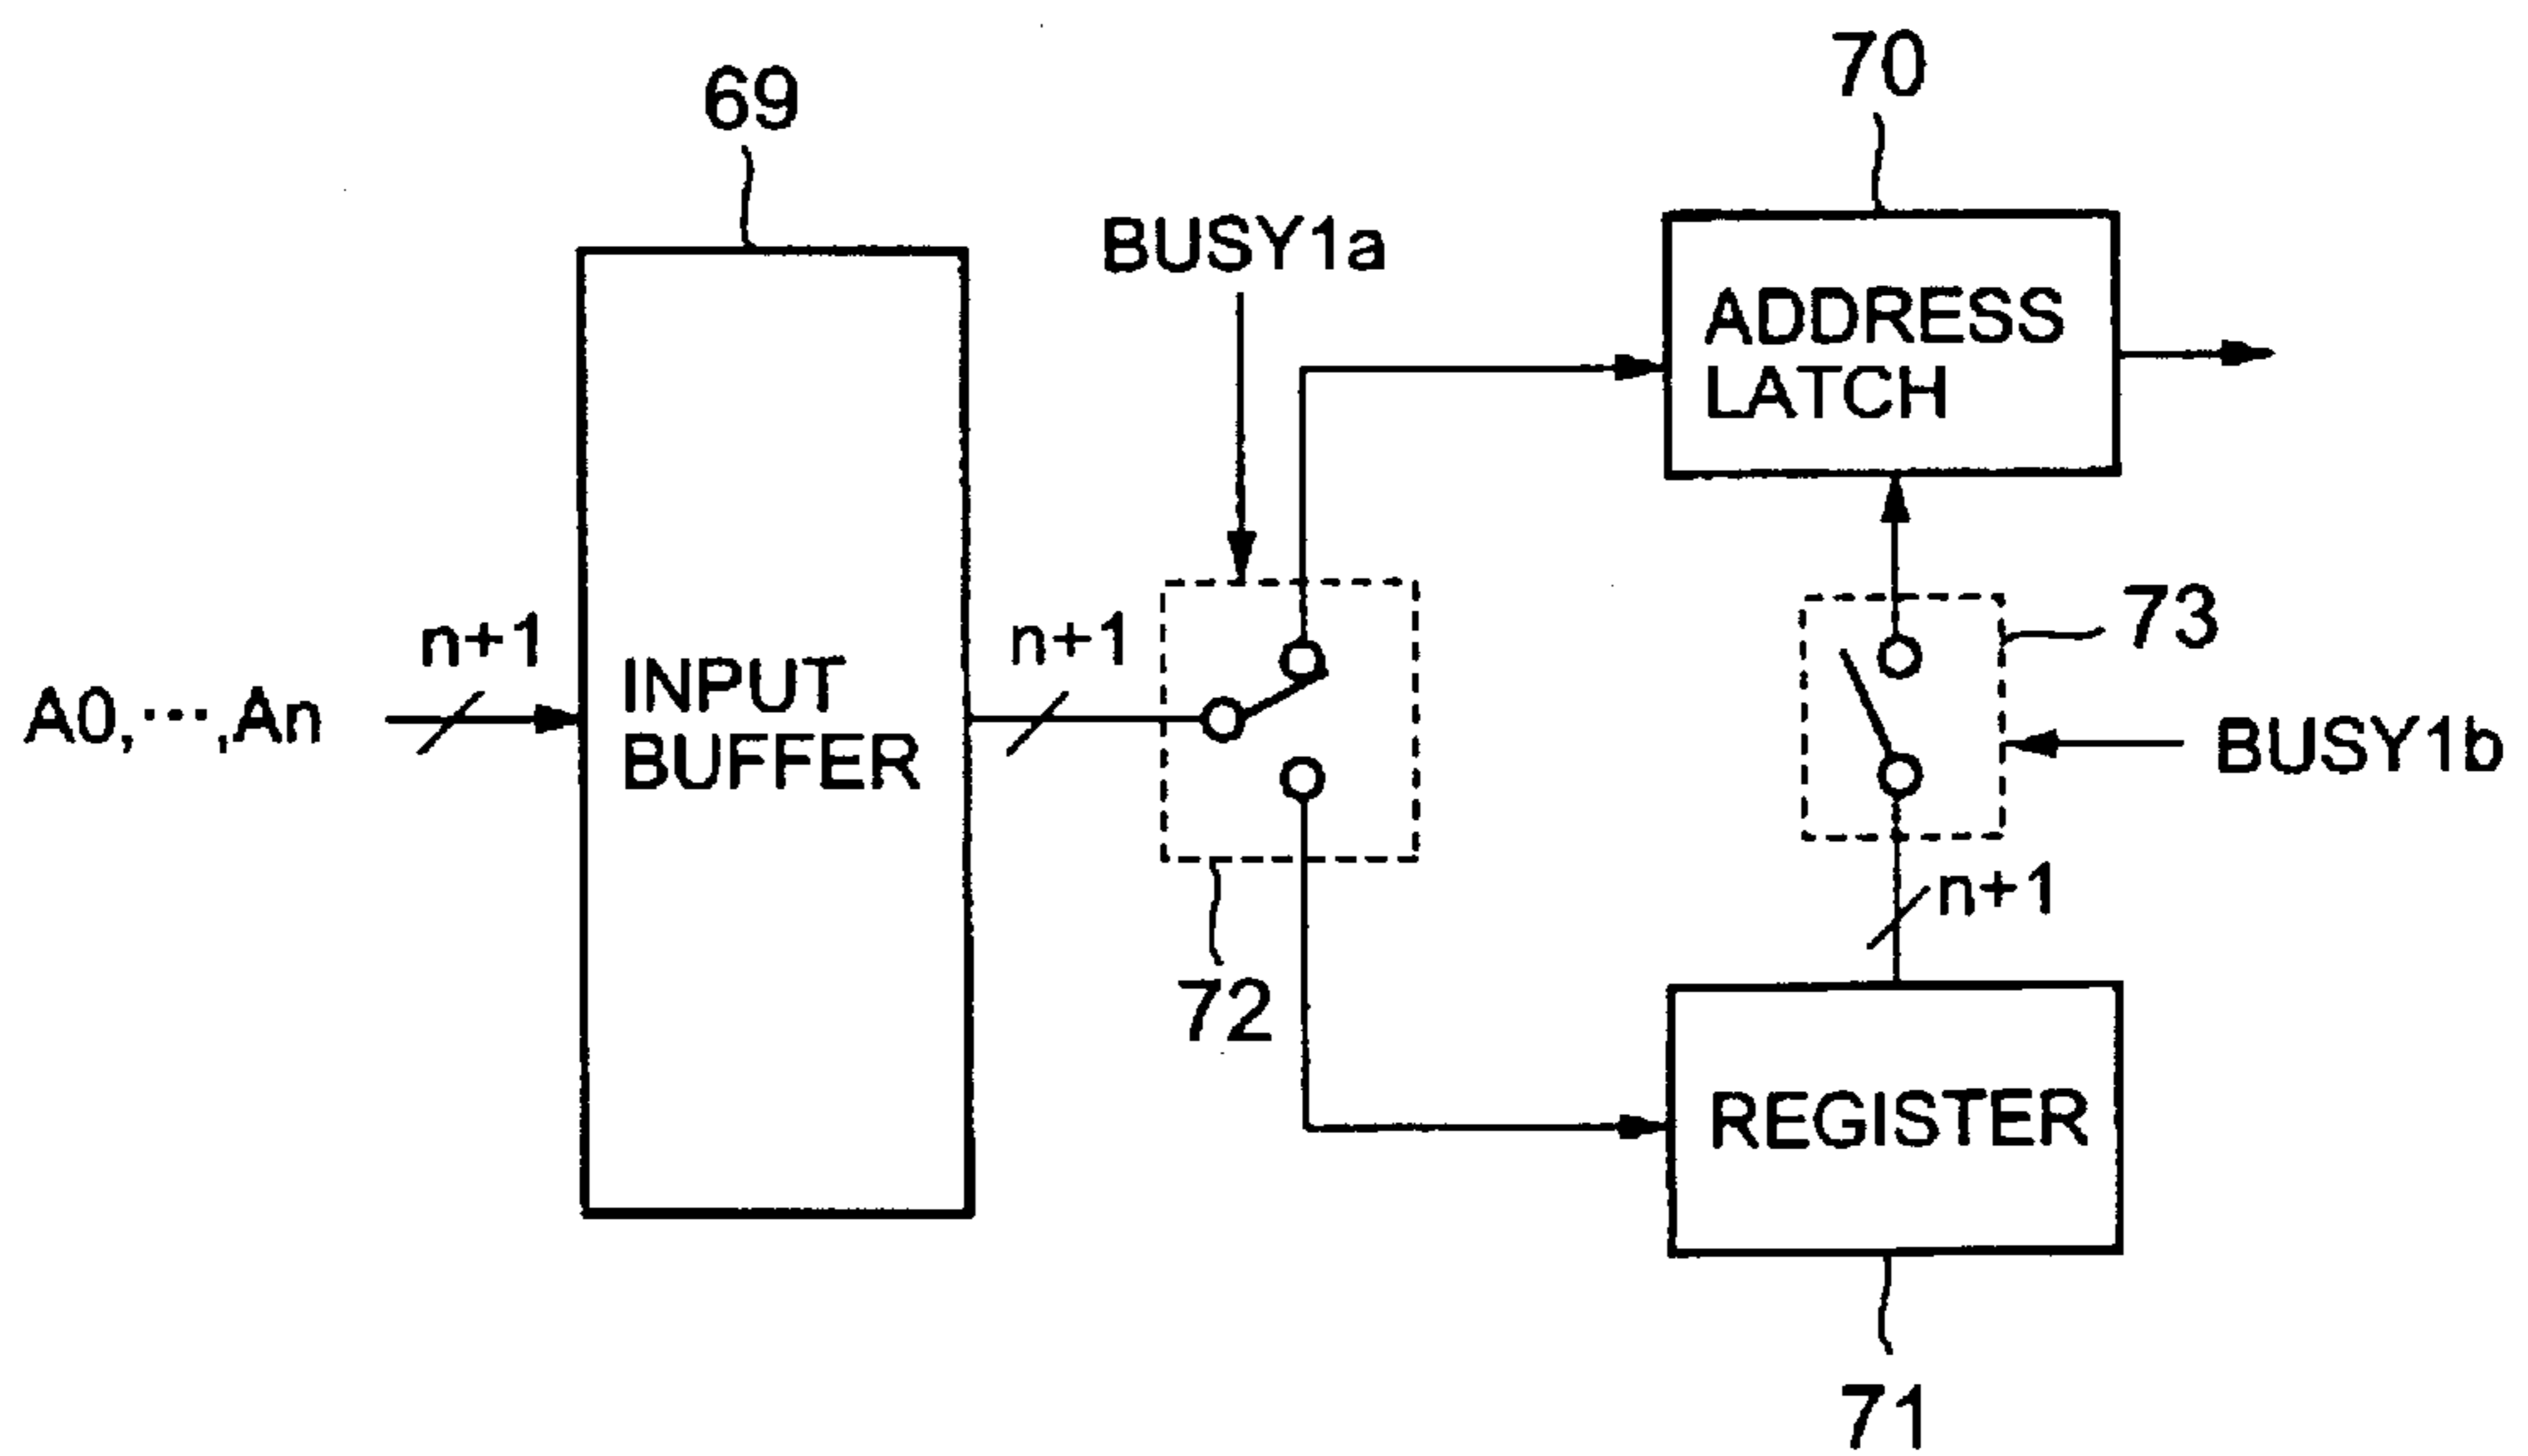 69
70
BUSY1a
ADDRESS
LATCH
n+1
n+1
73
A0,···,An
INPUT
BUFFER
BUSY1b
n+1
72
REGISTER
71